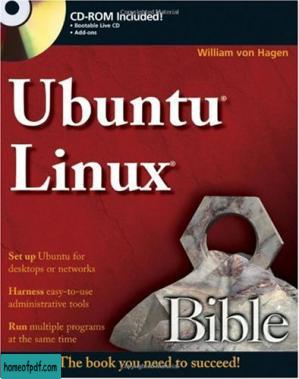 CD-ROM Included!
• Bootable Live CD
• Add-ons
William von Hagen
Ubuntu®
Linux®
Set up Ubuntu for
desktops or networks
Harness easy-to-use
administrative tools
Run multiple programs
at the same time
Bible
homeofpdf.com
The book you need to succeed!